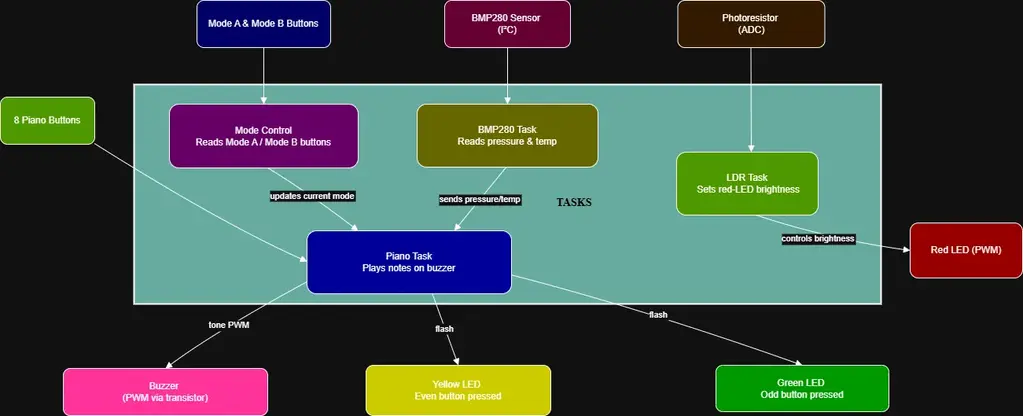 Mode A & Mode B Buttons
BMP280 Sensor
(I²C)
Photoresistor
(ADC)
8 Piano Buttons
Mode Control
Reads Mode A / Mode B buttons
BMP280 Task
Reads pressure & temp
LDR Task
Sets red-LED brightness
updates current mode
sends pressure/temp
TASKS
controls brightness
Red LED (PWM)
Piano Task
Plays notes on buzzer
tone PWM
flash
flash
Buzzer
(PWM via transistor)
Yellow LED
Even button pressed
Green LED
Odd button pressed